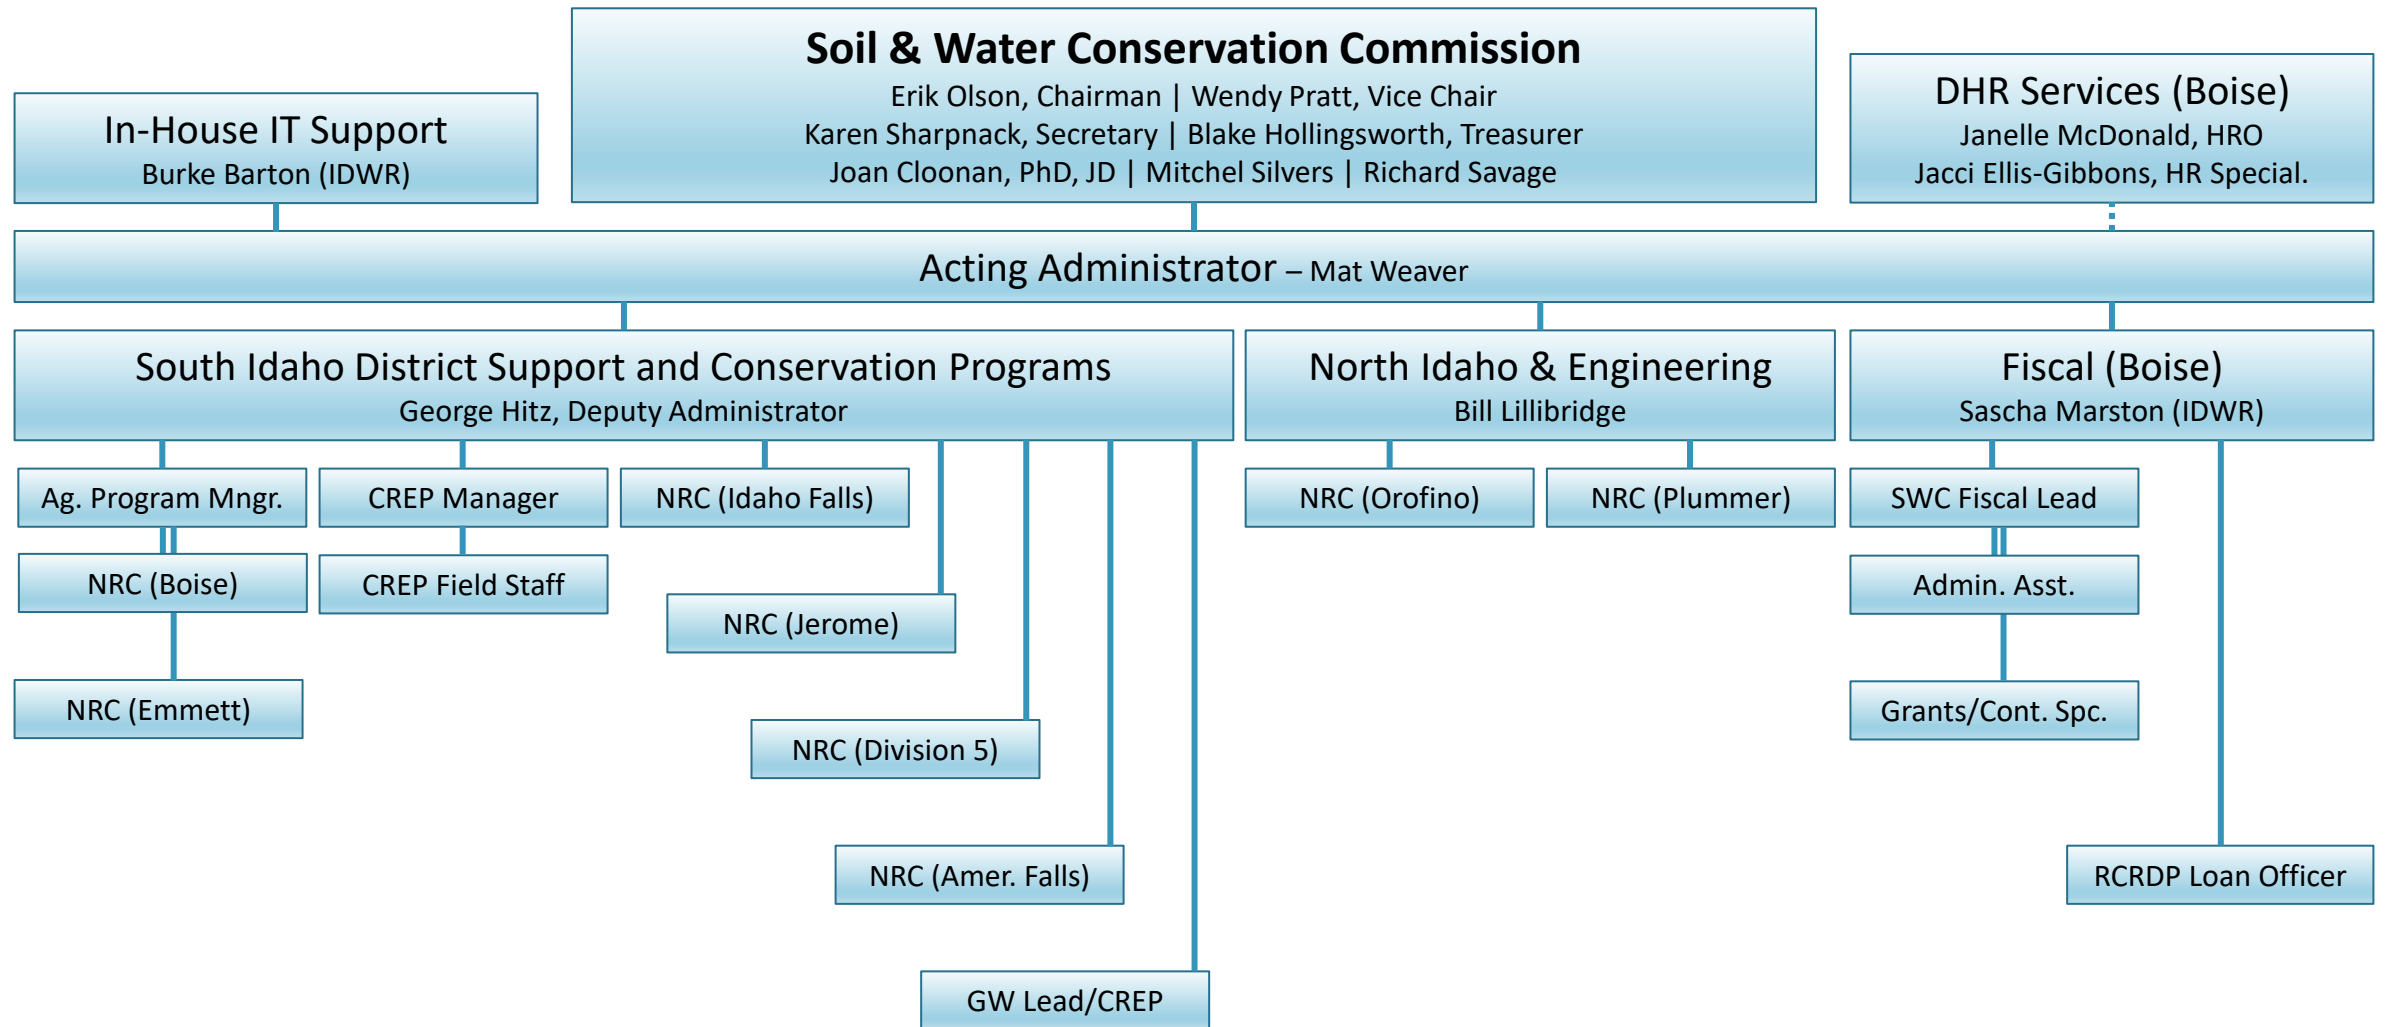 Soil & Water Conservation Commission
Erik Olson, Chairman | Wendy Pratt, Vice Chair
Karen Sharpnack, Secretary | Blake Hollingsworth, Treasurer
Joan Cloonan, PhD, JD | Mitchel Silvers | Richard Savage
In-House IT Support
Burke Barton (IDWR)
DHR Services (Boise)
Janelle McDonald, HRO
Jacci Ellis-Gibbons, HR Special.
Acting Administrator – Mat Weaver
South Idaho District Support and Conservation Programs
George Hitz, Deputy Administrator
North Idaho & Engineering
Bill Lillibridge
Fiscal (Boise)
Sascha Marston (IDWR)
Ag. Program Mngr.
CREP Manager
NRC (Idaho Falls)
NRC (Orofino)
NRC (Plummer)
SWC Fiscal Lead
NRC (Boise)
CREP Field Staff
Admin. Asst.
NRC (Jerome)
NRC (Emmett)
Grants/Cont. Spc.
NRC (Division 5)
NRC (Amer. Falls)
RCRDP Loan Officer
GW Lead/CREP